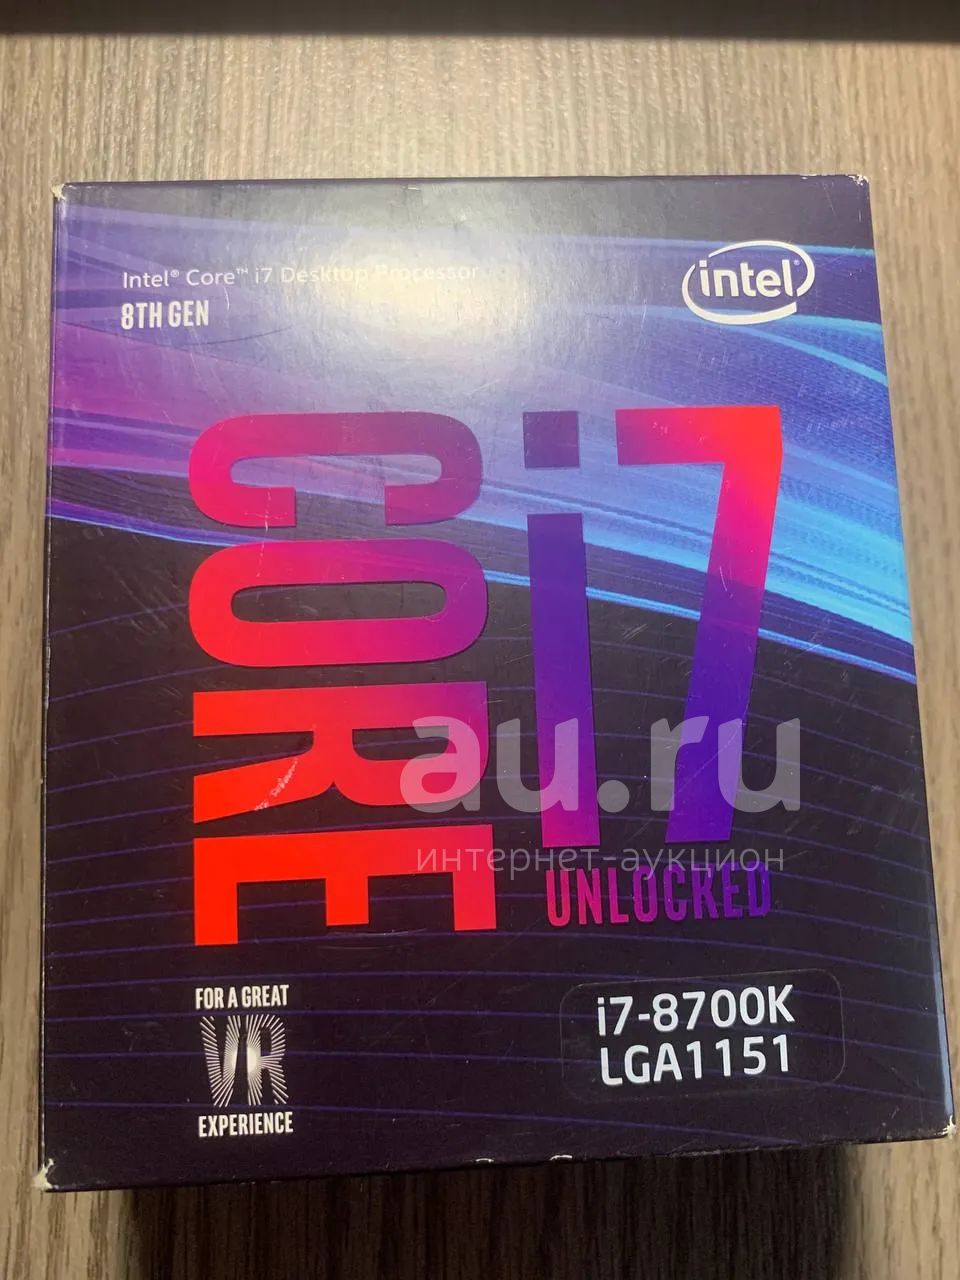 Intel® Core™ i7 Desktop Processor
8TH GEN
intel®
CORE
i7
UNLOCKED
au.ru
интернет-аукцион
FOR A GREAT
VR
EXPERIENCE
i7-8700K
LGA1151